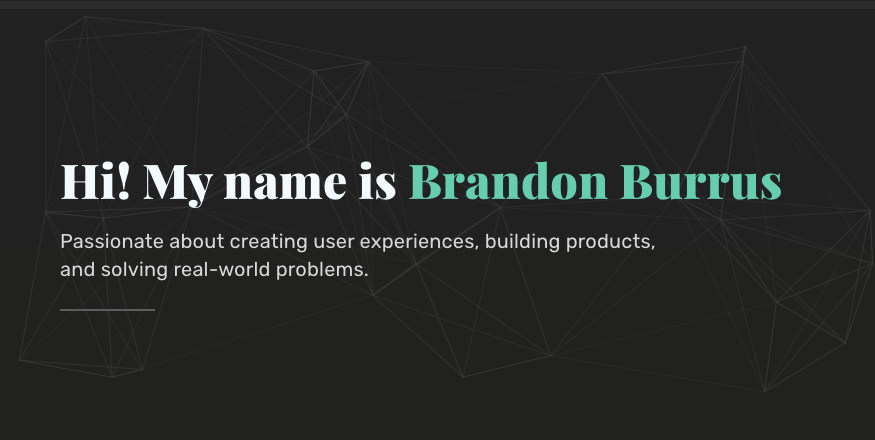 Hi! My name is Brandon Burrus
Passionate about creating user experiences, building products,
and solving real-world problems.